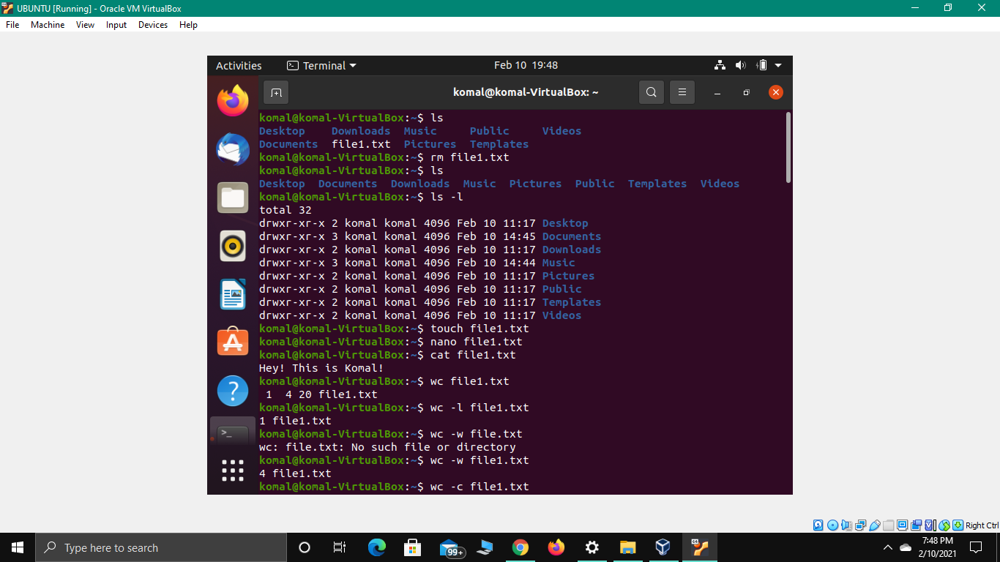 UBUNTU [Running] - Oracle VM VirtualBox
File Machine View Input Devices Help
Activities Terminal Feb 10 19:48
komal@komal-VirtualBox: ~
komal@komal-VirtualBox:~$ ls
Desktop Downloads Music Public Videos
Documents file1.txt Pictures Templates
komal@komal-VirtualBox:~$ rm file1.txt
komal@komal-VirtualBox:~$ ls
Desktop Documents Downloads Music Pictures Public Templates Videos
komal@komal-VirtualBox:~$ ls -l
total 32
drwxr-xr-x 2 komal komal 4096 Feb 10 11:17 Desktop
drwxr-xr-x 3 komal komal 4096 Feb 10 14:45 Documents
drwxr-xr-x 2 komal komal 4096 Feb 10 11:17 Downloads
drwxr-xr-x 3 komal komal 4096 Feb 10 14:44 Music
drwxr-xr-x 2 komal komal 4096 Feb 10 11:17 Pictures
drwxr-xr-x 2 komal komal 4096 Feb 10 11:17 Public
drwxr-xr-x 2 komal komal 4096 Feb 10 11:17 Templates
drwxr-xr-x 2 komal komal 4096 Feb 10 11:17 Videos
komal@komal-VirtualBox:~$ touch file1.txt
komal@komal-VirtualBox:~$ nano file1.txt
komal@komal-VirtualBox:~$ cat file1.txt
Hey! This is Komal!
komal@komal-VirtualBox:~$ wc file1.txt
1 4 20 file1.txt
komal@komal-VirtualBox:~$ wc -l file1.txt
1 file1.txt
komal@komal-VirtualBox:~$ wc -w file.txt
wc: file.txt: No such file or directory
komal@komal-VirtualBox:~$ wc -w file1.txt
4 file1.txt
komal@komal-VirtualBox:~$ wc -c file1.txt
Right Ctrl
Type here to search
99+
7:48 PM
2/10/2021